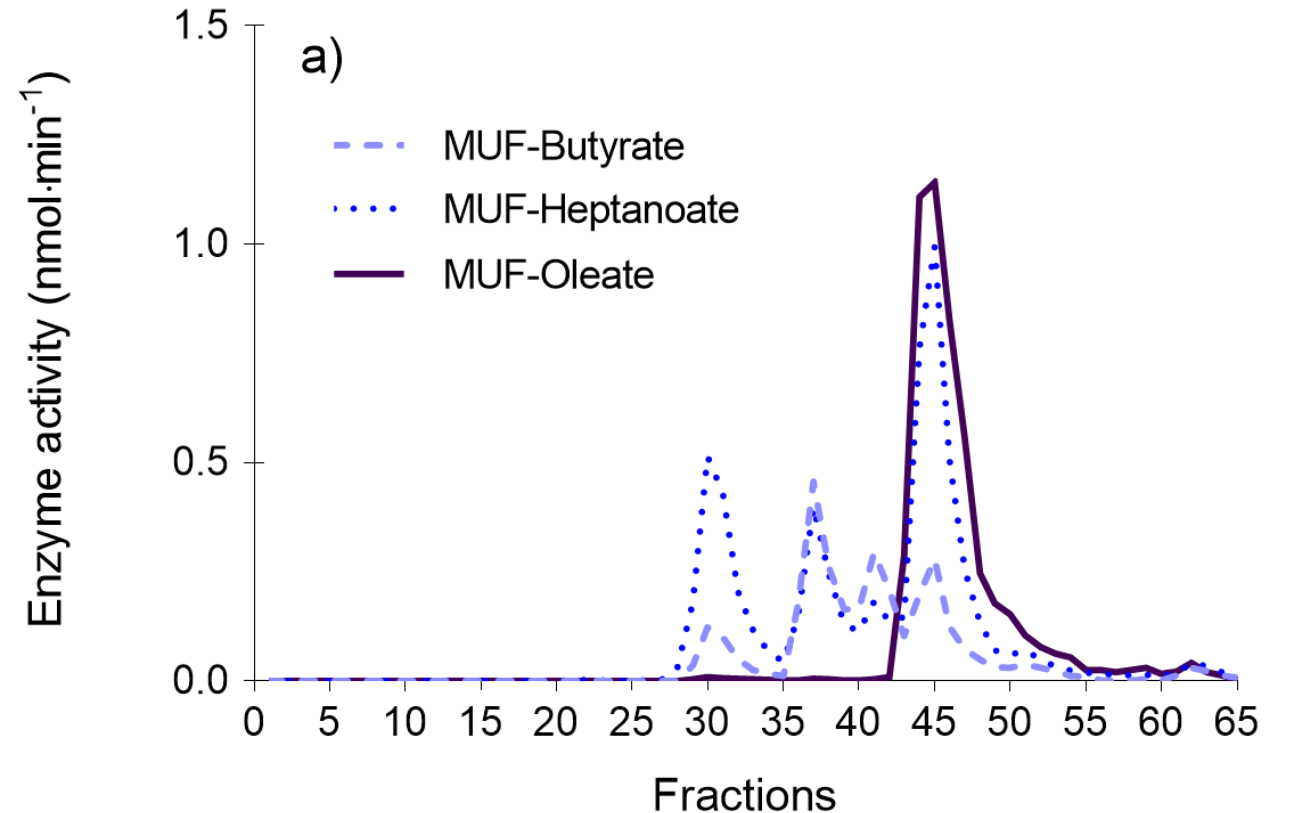 a)
MUF-Butyrate
MUF-Heptanoate
MUF-Oleate
Enzyme activity (nmol·min⁻¹)
1.5
1.0
0.5
0.0
0 5 10 15 20 25 30 35 40 45 50 55 60 65
Fractions